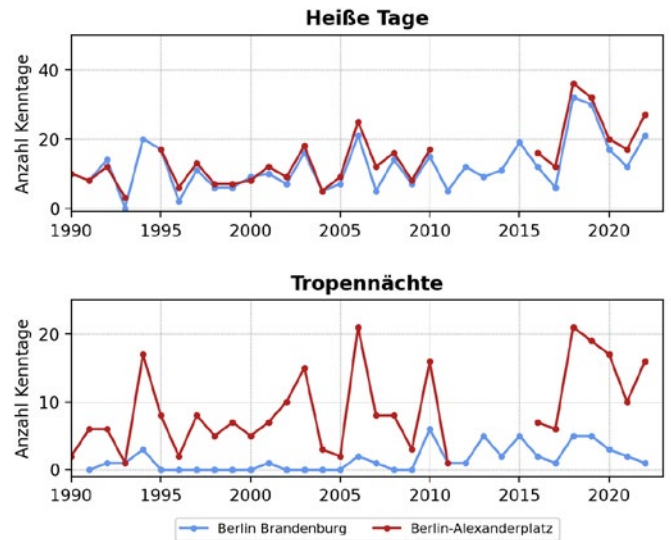 Heiße Tage
Anzahl Kenntage
40
20
0
1990 1995 2000 2005 2010 2015 2020
Tropennächte
Anzahl Kenntage
20
10
0
1990 1995 2000 2005 2010 2015 2020
Berlin Brandenburg Berlin-Alexanderplatz